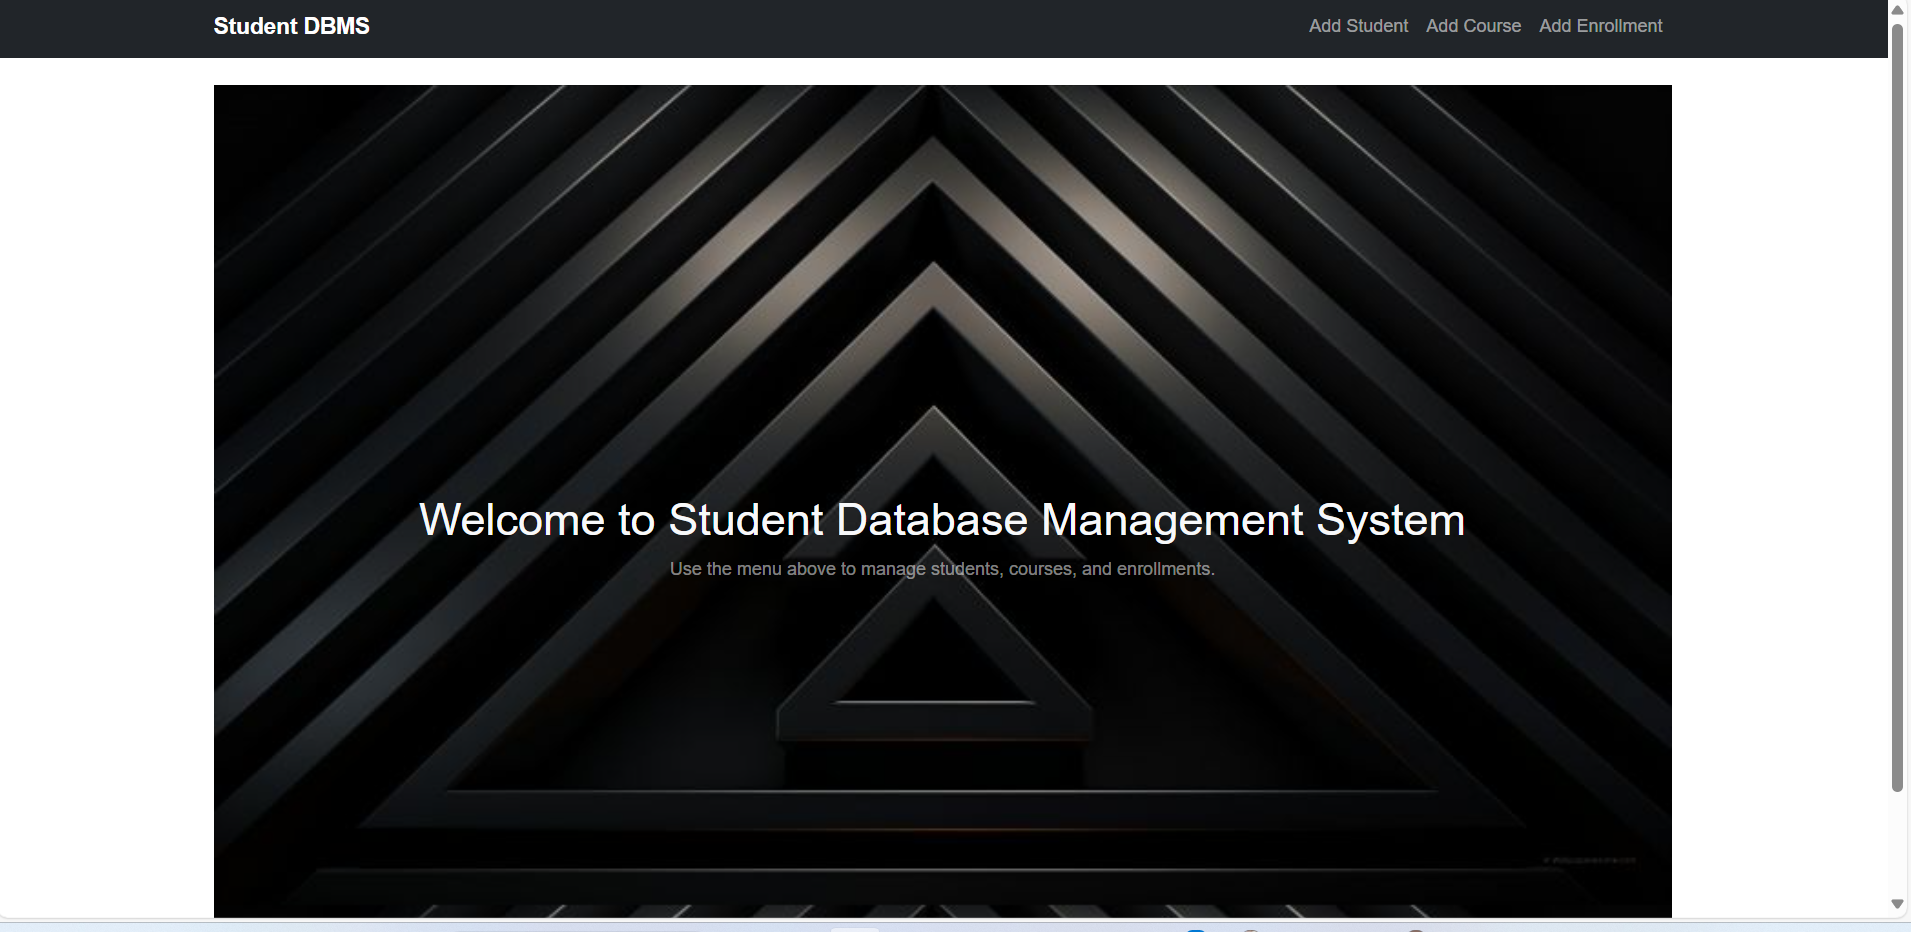 Student DBMS
Add Student Add Course Add Enrollment
Welcome to Student Database Management System
Use the menu above to manage students, courses, and enrollments.